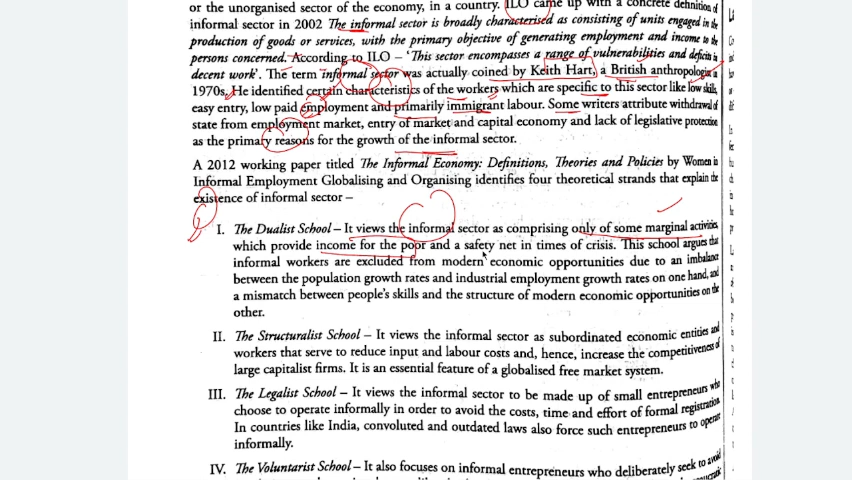 or the unorganised sector of the economy, in a country. ILO came up with a concrete definition of
informal sector in 2002 The informal sector is broadly characterised as consisting of units engaged in the
production of goods or services, with the primary objective of generating employment and income to the
persons concerned. According to ILO – 'This sector encompasses a range of vulnerabilities and deficits in
decent work'. The term informal sector was actually coined by Keith Hart, a British anthropologist in
1970s. He identified certain characteristics of the workers which are specific to this sector like low skills,
easy entry, low paid employment and primarily immigrant labour. Some writers attribute withdrawal of
state from employment market, entry of market and capital economy and lack of legislative protection
as the primary reasons for the growth of the informal sector.
A 2012 working paper titled The Informal Economy: Definitions, Theories and Policies by Women in
Informal Employment Globalising and Organising identifies four theoretical strands that explain the
existence of informal sector –
I. The Dualist School – It views the informal sector as comprising only of some marginal activities,
which provide income for the poor and a safety net in times of crisis. This school argues that
informal workers are excluded from modern economic opportunities due to an imbalance
between the population growth rates and industrial employment growth rates on one hand, and
a mismatch between people's skills and the structure of modern economic opportunities on the
other.
II. The Structuralist School – It views the informal sector as subordinated economic entities and
workers that serve to reduce input and labour costs and, hence, increase the competitiveness of
large capitalist firms. It is an essential feature of a globalised free market system.
III. The Legalist School – It views the informal sector to be made up of small entrepreneurs who
choose to operate informally in order to avoid the costs, time and effort of formal registration.
In countries like India, convoluted and outdated laws also force such entrepreneurs to operate
informally.
IV. The Voluntarist School – It also focuses on informal entrepreneurs who deliberately seek to avoid